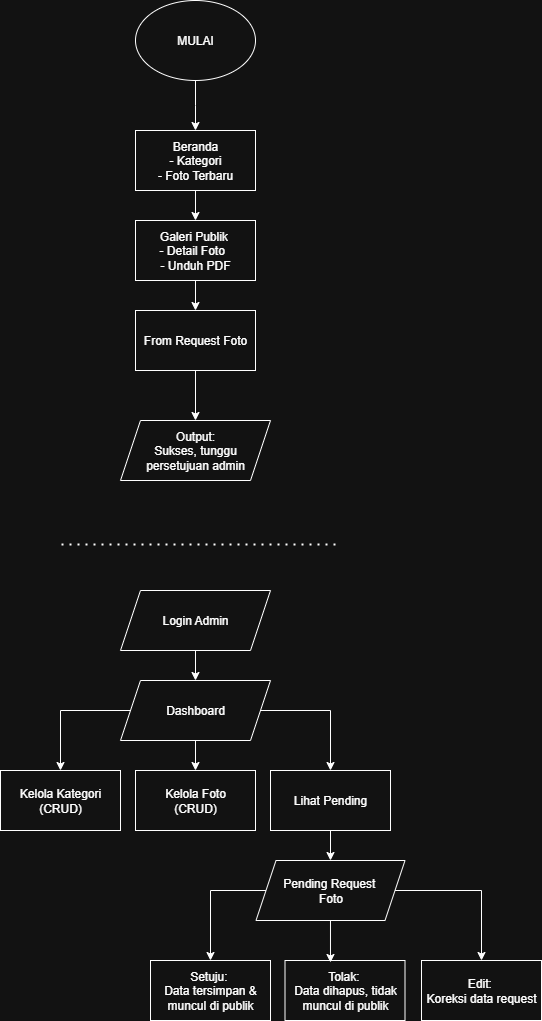 MULAI
Beranda
- Kategori
- Foto Terbaru
Galeri Publik
- Detail Foto
- Unduh PDF
From Request Foto
Output:
Sukses, tunggu
persetujuan admin
Login Admin
Dashboard
Kelola Kategori
(CRUD)
Kelola Foto
(CRUD)
Lihat Pending
Pending Request
Foto
Setuju:
Data tersimpan &
muncul di publik
Tolak:
Data dihapus, tidak
muncul di publik
Edit:
Koreksi data request